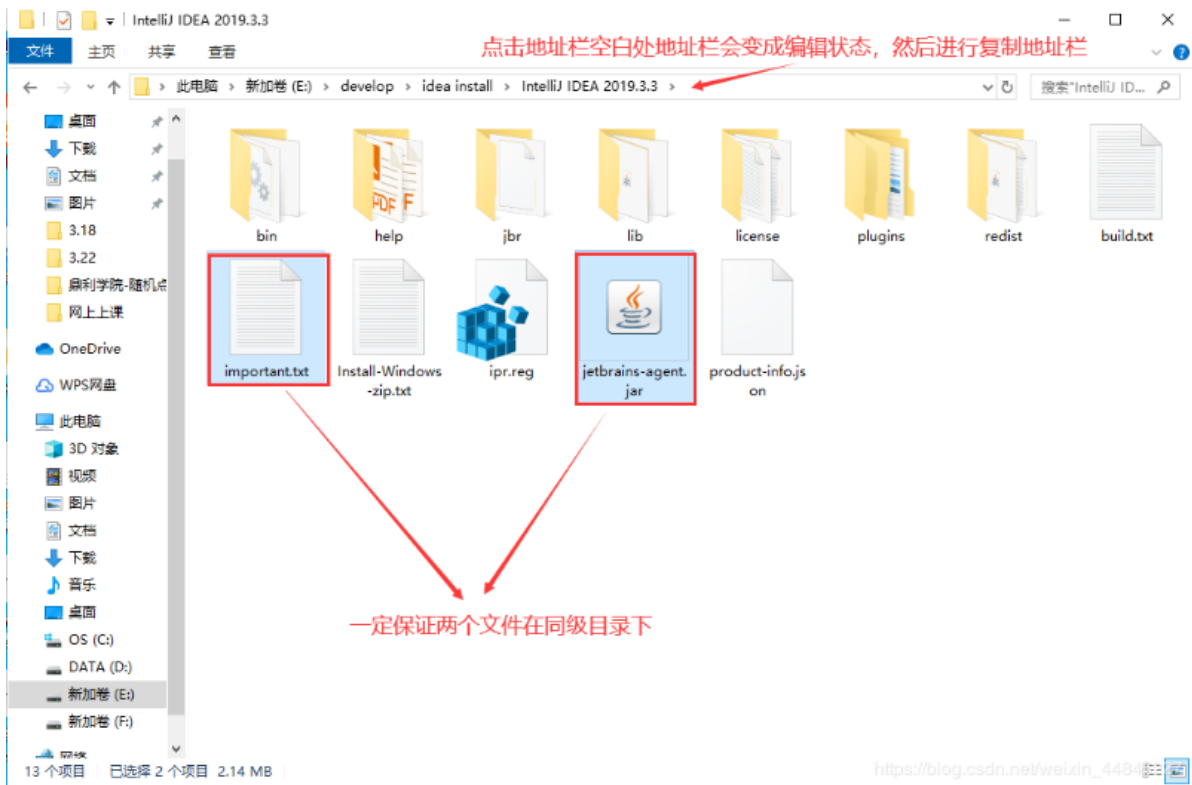 IntelliJ IDEA 2019.3.3
文件 主页 共享 查看
点击地址栏空白处地址栏会变成编辑状态，然后进行复制地址栏
此电脑 › 新加卷 (E:) › develop › idea install › IntelliJ IDEA 2019.3.3 ›
搜索"IntelliJ ID...
桌面
下载
文档
图片
3.18
3.22
鼎利学院-随机点
网上上课
OneDrive
WPS网盘
此电脑
3D 对象
视频
图片
文档
下载
音乐
桌面
OS (C:)
DATA (D:)
新加卷 (E:)
新加卷 (F:)
网络
bin help jbr lib license plugins redist build.txt
important.txt
Install-Windows
-zip.txt
ipr.reg
jetbrains-agent.
jar
product-info.js
on
PDF
一定保证两个文件在同级目录下
13 个项目 已选择 2 个项目 2.14 MB
https://blog.csdn.net/weixin_448